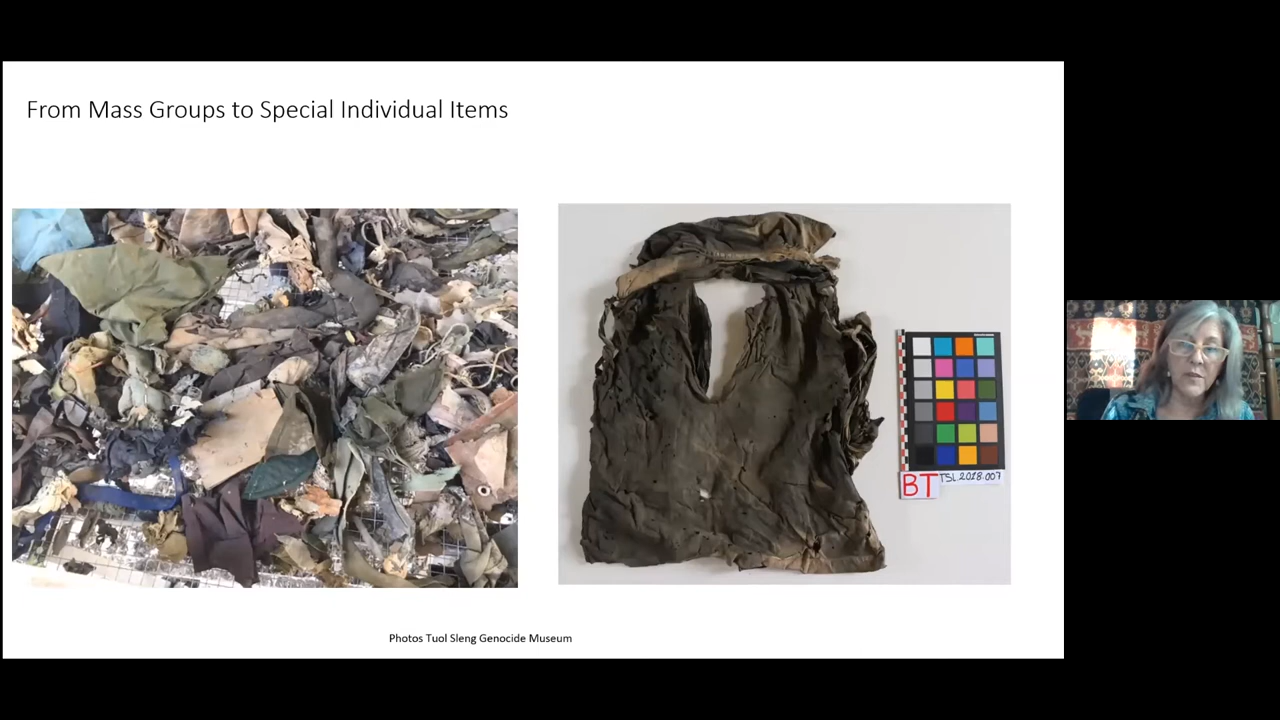 From Mass Groups to Special Individual Items
BT
TSL.2018.007
Photos Tuol Sleng Genocide Museum